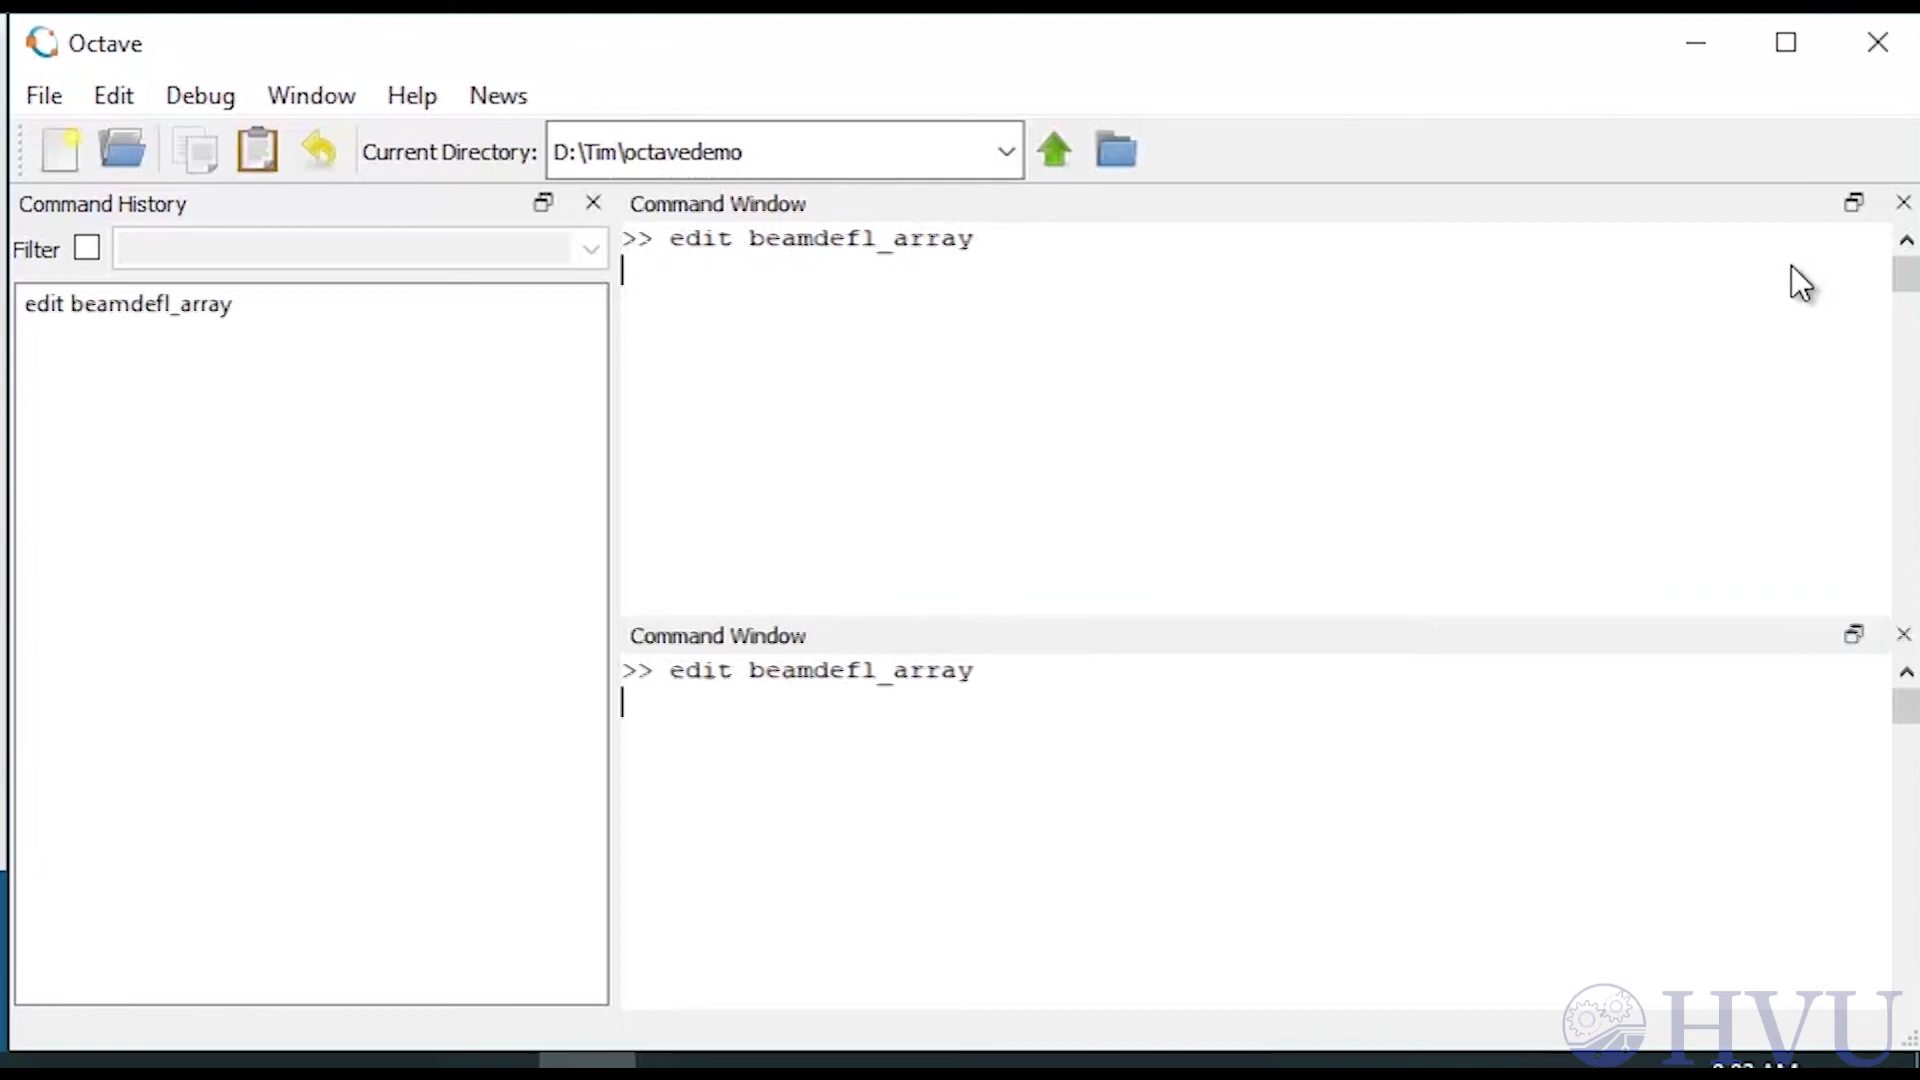 Octave
File Edit Debug Window Help News
Current Directory: D:\Tim\octavedemo
Command History
Filter
edit beamdefl_array
Command Window
>> edit beamdefl_array
Command Window
>> edit beamdefl_array
HVU